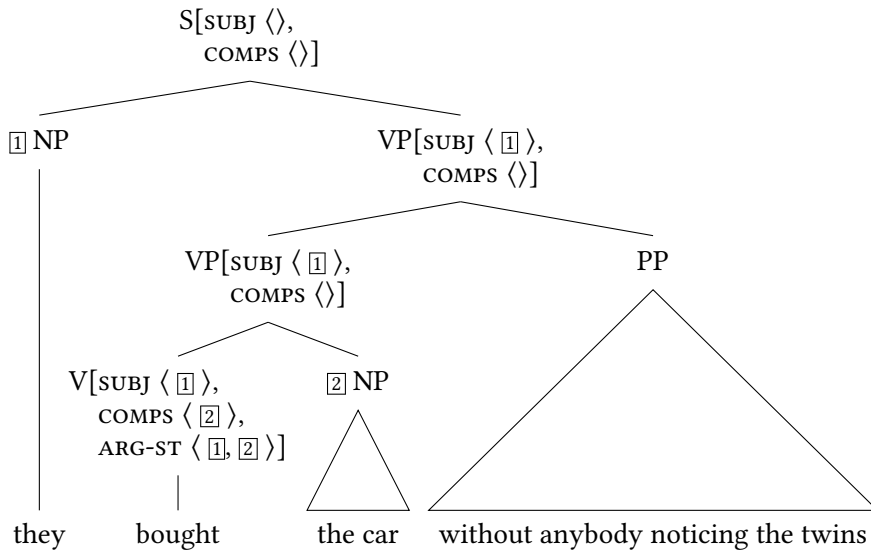 S[SUBJ ⟨⟩,
COMPS ⟨⟩]
1 NP
VP[SUBJ ⟨ 1 ⟩,
COMPS ⟨⟩]
VP[SUBJ ⟨ 1 ⟩,
COMPS ⟨⟩]
PP
V[SUBJ ⟨ 1 ⟩,
COMPS ⟨ 2 ⟩,
ARG-ST ⟨ 1, 2 ⟩]
2 NP
they bought the car without anybody noticing the twins